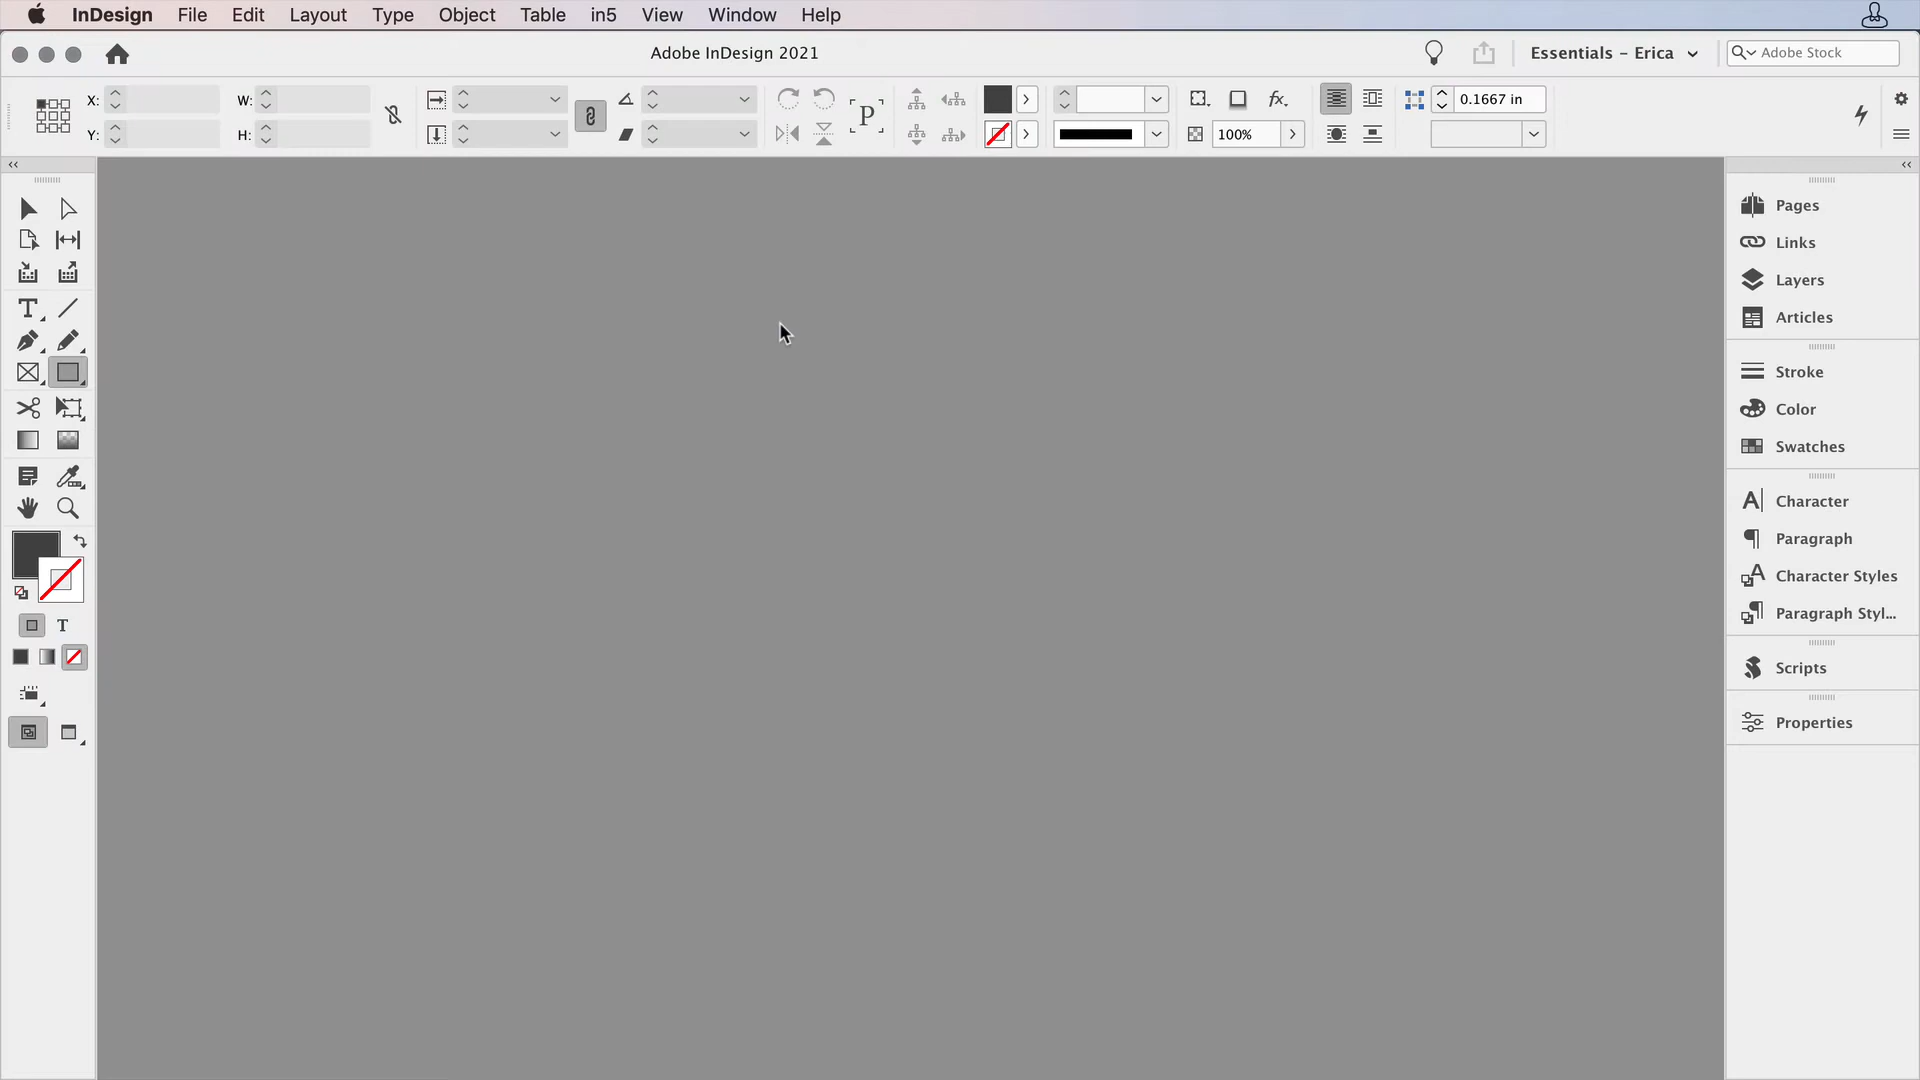 InDesign File Edit Layout Type Object Table in5 View Window Help
Adobe InDesign 2021
Essentials - Erica
Adobe Stock
X: W: 0.1667 in
Y: H: 100%
P
fx
Pages
Links
Layers
Articles
Stroke
Color
Swatches
Character
Paragraph
Character Styles
Paragraph Styl...
Scripts
Properties
T
T